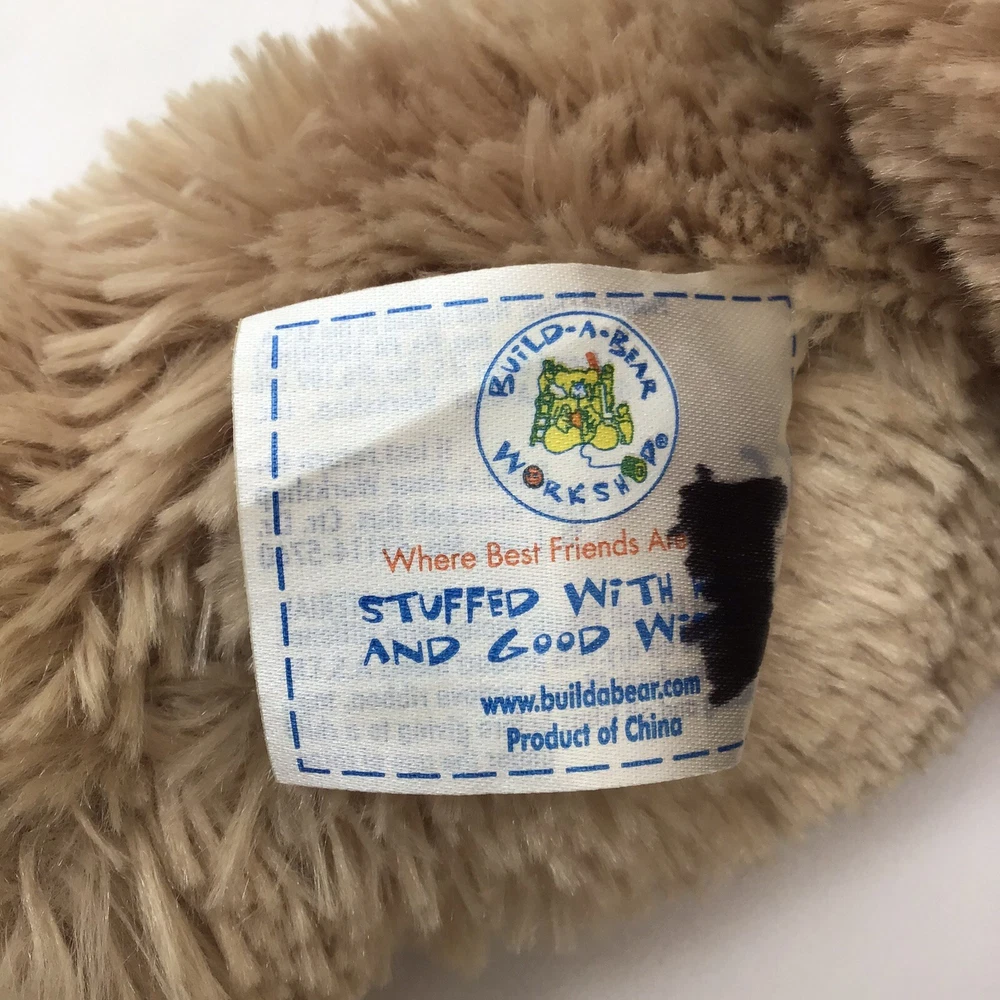 BUiLD-A-BEAR
WORKSHOP®
Where Best Friends Are
STUFFED WiTH
AND GOOD
www.buildabear.com
Product of China